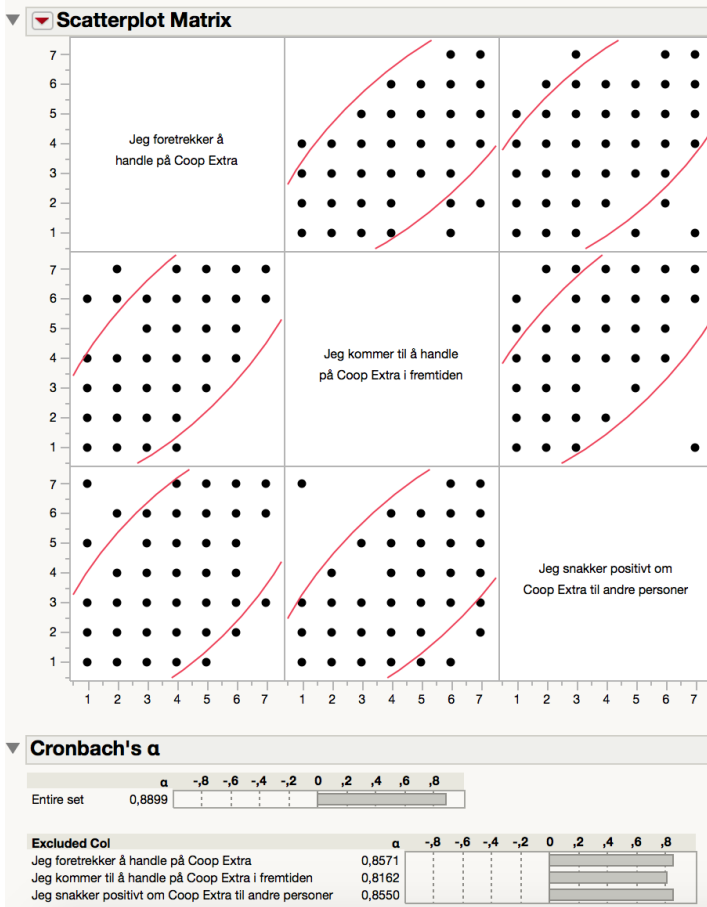 Scatterplot Matrix
7
6
5
4
3
2
1
Jeg foretrekker å
handle på Coop Extra
7
6
5
4
3
2
1
Jeg kommer til å handle
på Coop Extra i fremtiden
7
6
5
4
3
2
1
Jeg snakker positivt om
Coop Extra til andre personer
1 2 3 4 5 6 7 1 2 3 4 5 6 7 1 2 3 4 5 6 7
Cronbach's α
α -,8 -,6 -,4 -,2 0 ,2 ,4 ,6 ,8
Entire set 0,8899
Excluded Col α -,8 -,6 -,4 -,2 0 ,2 ,4 ,6 ,8
Jeg foretrekker å handle på Coop Extra 0,8571
Jeg kommer til å handle på Coop Extra i fremtiden 0,8162
Jeg snakker positivt om Coop Extra til andre personer 0,8550